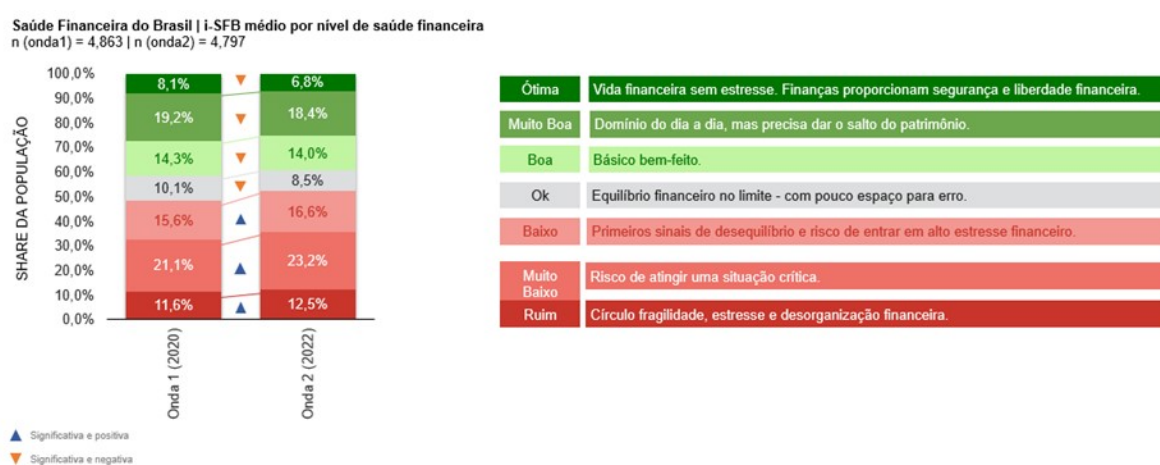 Saúde Financeira do Brasil | i-SFB médio por nível de saúde financeira
n (onda1) = 4,863 | n (onda2) = 4,797
SHARE DA POPULAÇÃO
100,0%
90,0%
80,0%
70,0%
60,0%
50,0%
40,0%
30,0%
20,0%
10,0%
0,0%
8,1%
19,2%
14,3%
10,1%
15,6%
21,1%
11,6%
6,8%
18,4%
14,0%
8,5%
16,6%
23,2%
12,5%
Onda 1 (2020)
Onda 2 (2022)
Significativa e positiva
Significativa e negativa
Ótima Vida financeira sem estresse. Finanças proporcionam segurança e liberdade financeira.
Muito Boa Domínio do dia a dia, mas precisa dar o salto do patrimônio.
Boa Básico bem-feito.
Ok Equilíbrio financeiro no limite - com pouco espaço para erro.
Baixo Primeiros sinais de desequilíbrio e risco de entrar em alto estresse financeiro.
Muito Baixo Risco de atingir uma situação crítica.
Ruim Círculo fragilidade, estresse e desorganização financeira.